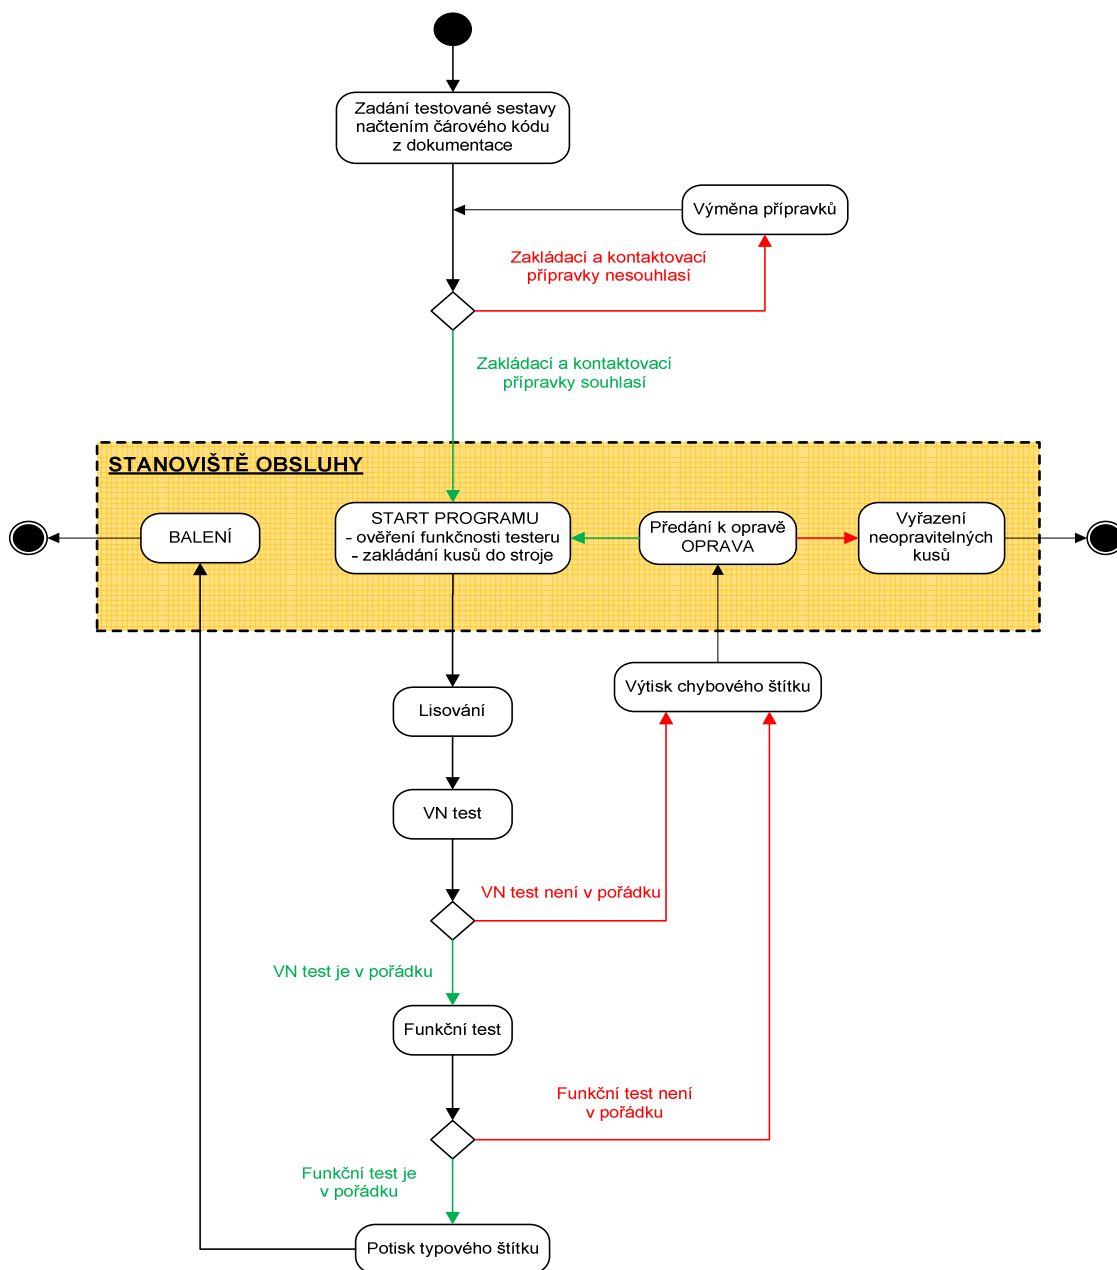 Zadání testované sestavy
načtením čárového kódu
z dokumentace
Výměna přípravků
Zakládací a kontaktovací
přípravky nesouhlasí
Zakládací a kontaktovací
přípravky souhlasí
STANOVIŠTĚ OBSLUHY
BALENÍ
START PROGRAMU
- ověření funkčnosti testeru
- zakládání kusů do stroje
Předání k opravě
OPRAVA
Vyřazení
neopravitelných
kusů
Výtisk chybového štítku
Lisování
VN test
VN test není v pořádku
VN test je v pořádku
Funkční test
Funkční test není
v pořádku
Funkční test je
v pořádku
Potisk typového štítku